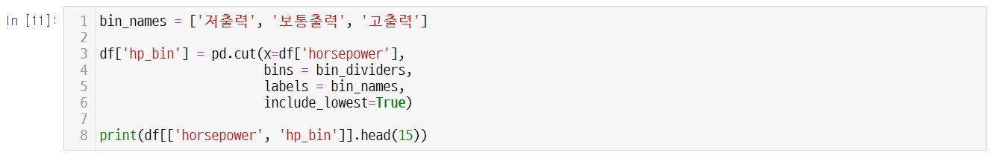 In [11]:
1 bin_names = ['저출력', '보통출력', '고출력']
2
3 df['hp_bin'] = pd.cut(x=df['horsepower'],
4                       bins = bin_dividers,
5                       labels = bin_names,
6                       include_lowest=True)
7
8 print(df[['horsepower', 'hp_bin']].head(15))